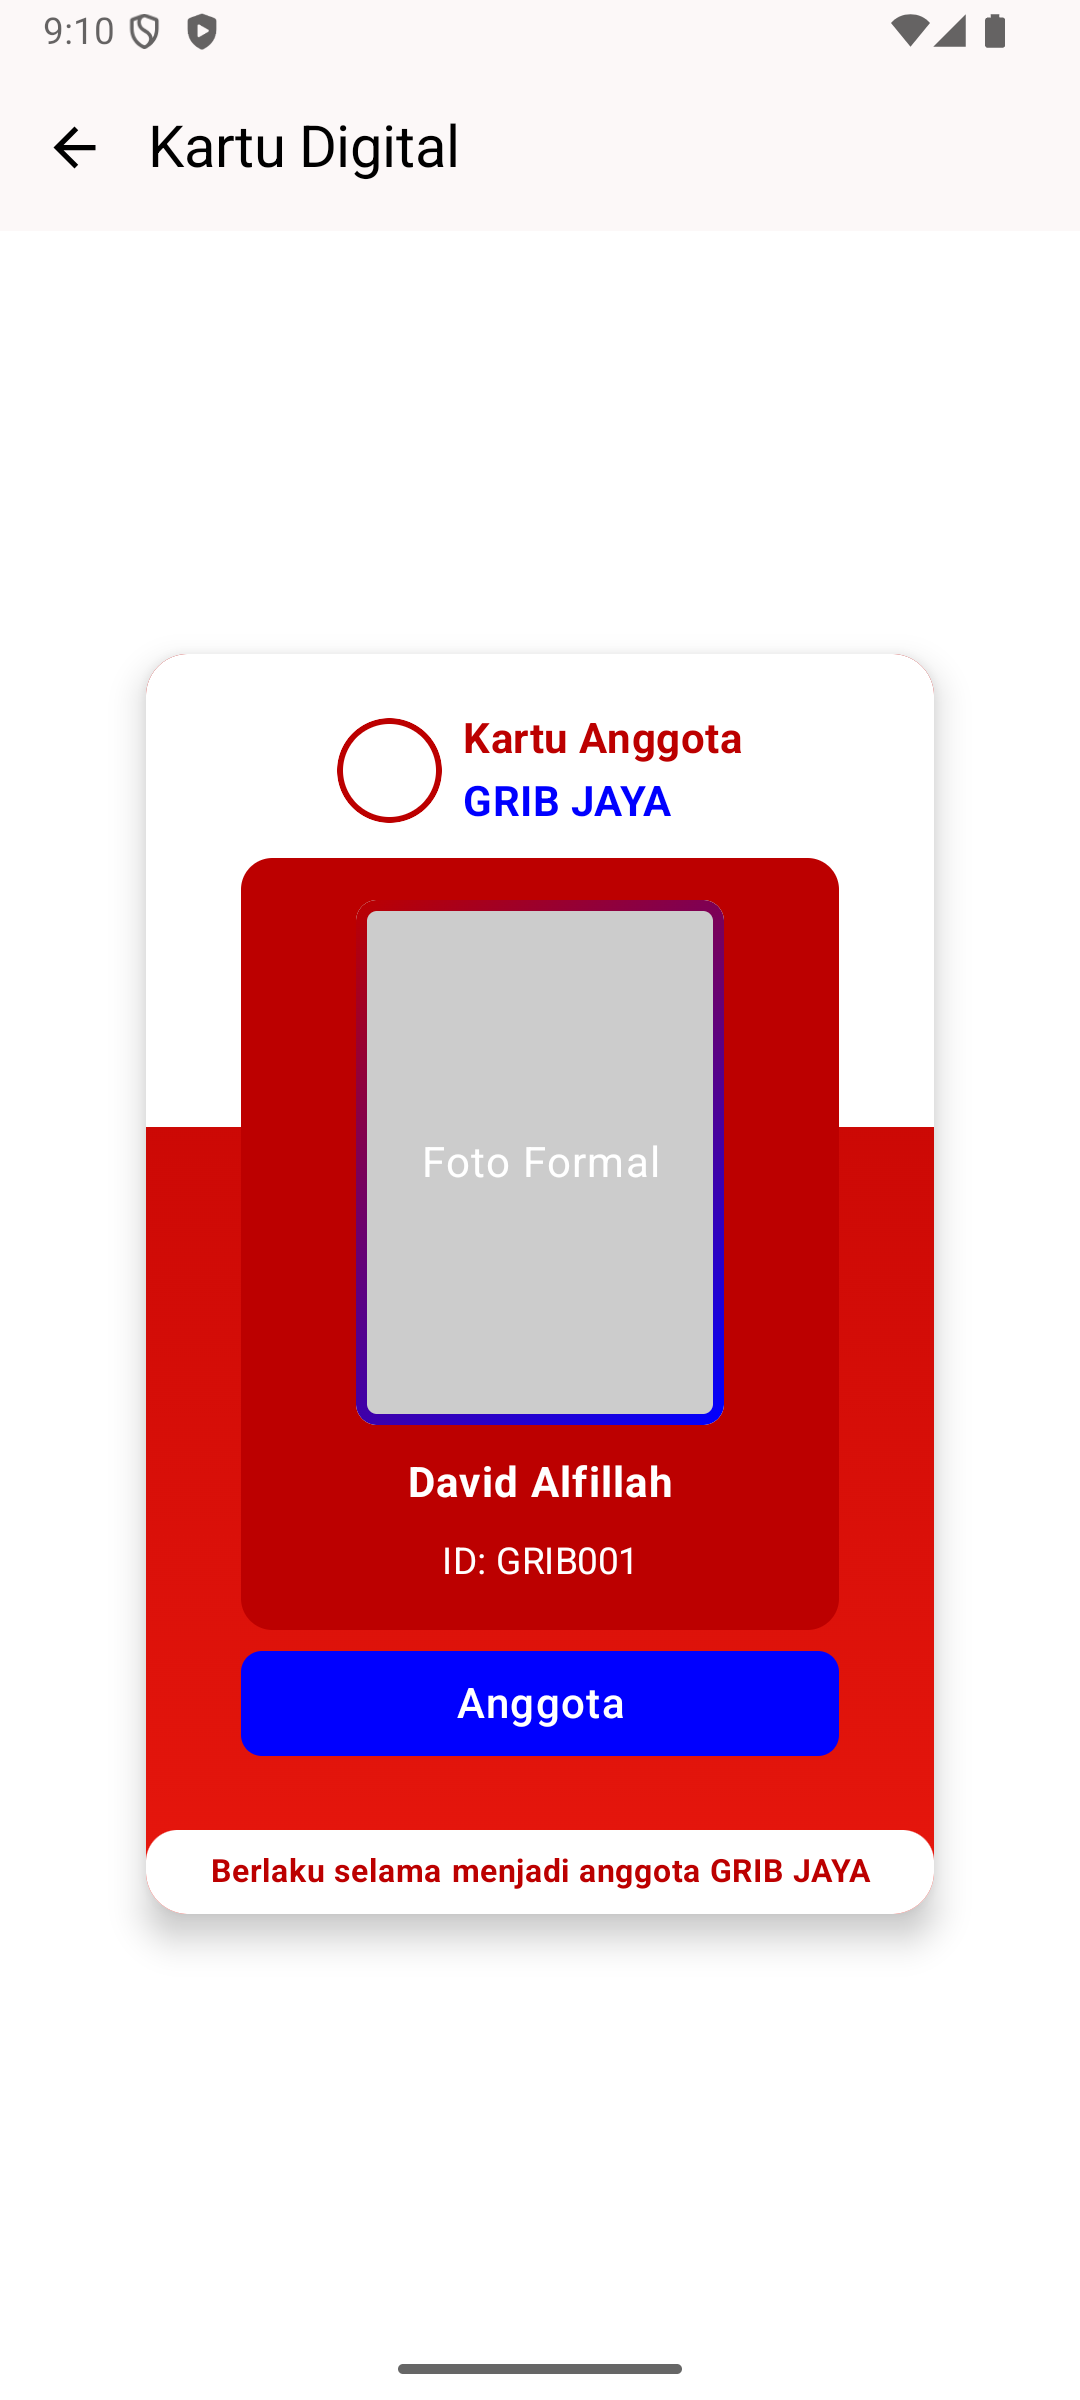 9:10
Kartu Digital
Kartu Anggota
GRIB JAYA
Foto Formal
David Alfillah
ID: GRIB001
Anggota
Berlaku selama menjadi anggota GRIB JAYA